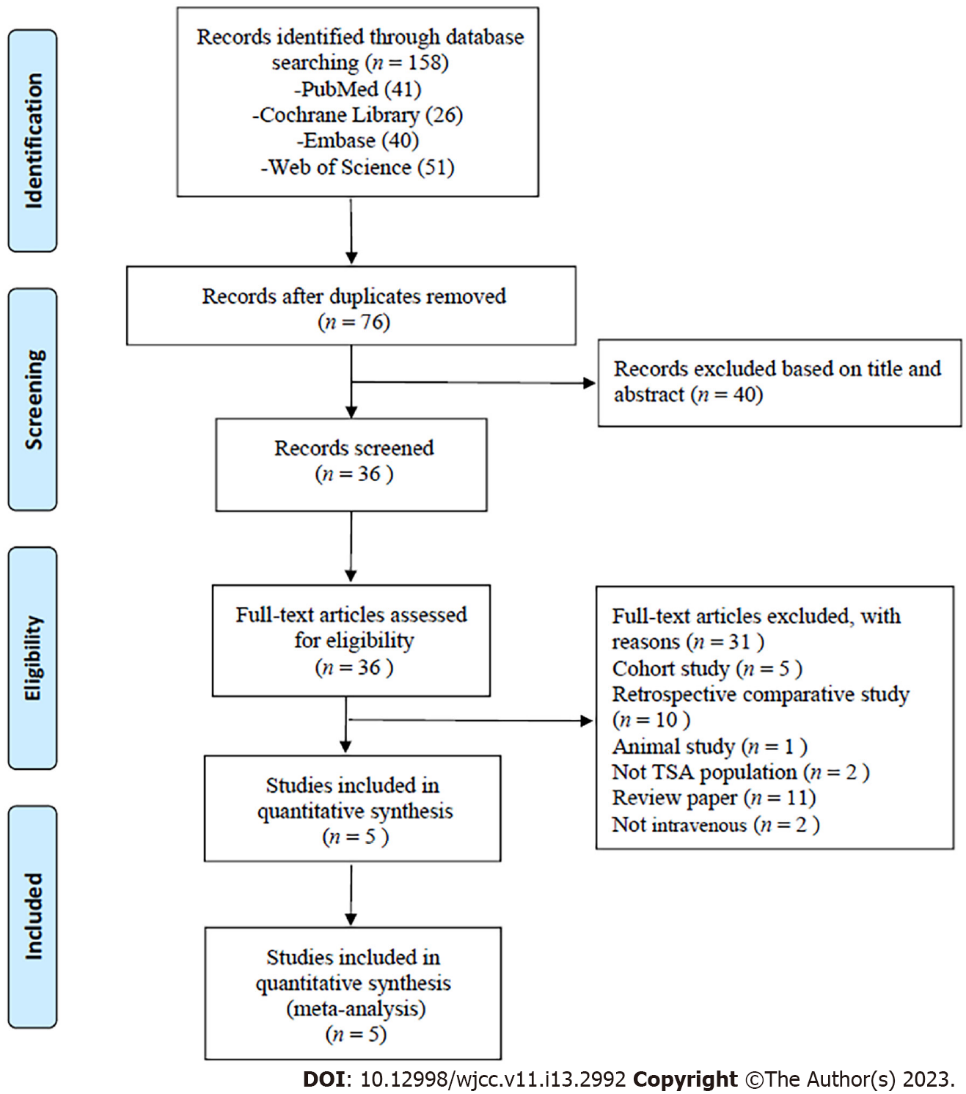 Identification
Records identified through database
searching (n = 158)
-PubMed (41)
-Cochrane Library (26)
-Embase (40)
-Web of Science (51)
Screening
Records after duplicates removed
(n = 76)
Records excluded based on title and
abstract (n = 40)
Records screened
(n = 36 )
Eligibility
Full-text articles assessed
for eligibility
(n = 36)
Full-text articles excluded, with
reasons (n = 31 )
Cohort study (n = 5 )
Retrospective comparative study
(n = 10 )
Animal study (n = 1 )
Not TSA population (n = 2 )
Review paper (n = 11)
Not intravenous (n = 2 )
Studies included in
quantitative synthesis
(n = 5 )
Included
Studies included in
quantitative synthesis
(meta-analysis)
(n = 5)
DOI: 10.12998/wjcc.v11.i13.2992 Copyright ©The Author(s) 2023.